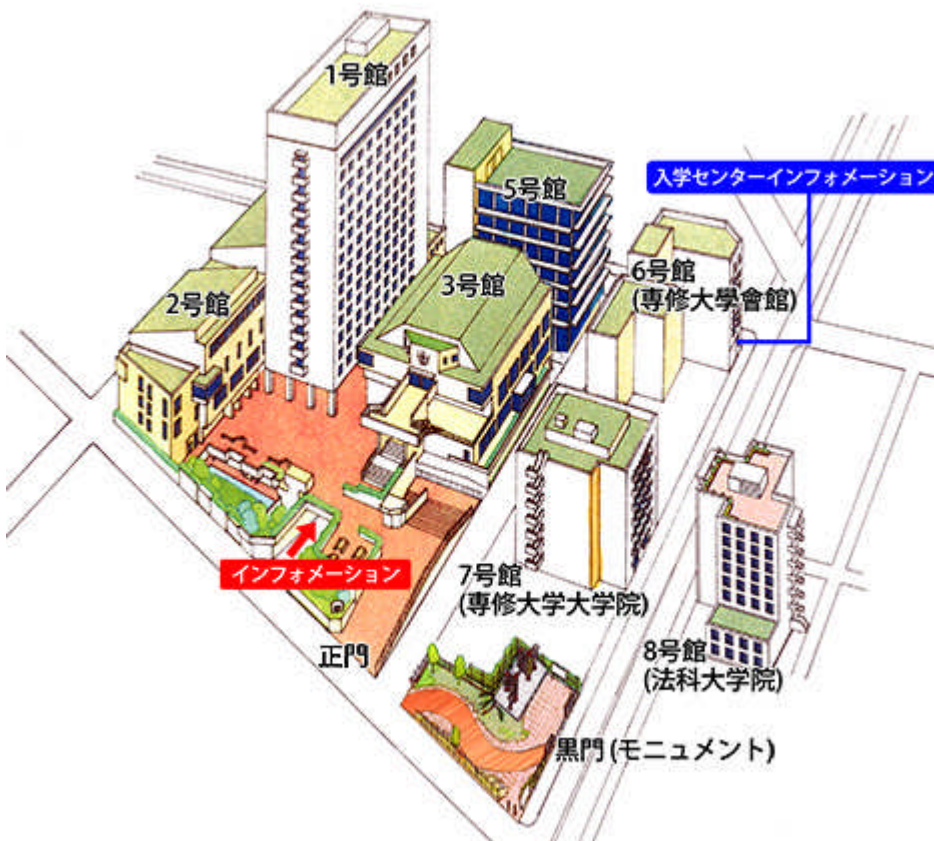 1号館
5号館
入学センターインフォメーション
6号館
(専修大學會館)
3号館
2号館
インフォメーション
7号館
(専修大学大学院)
正門
8号館
(法科大学院)
黒門(モニュメント)